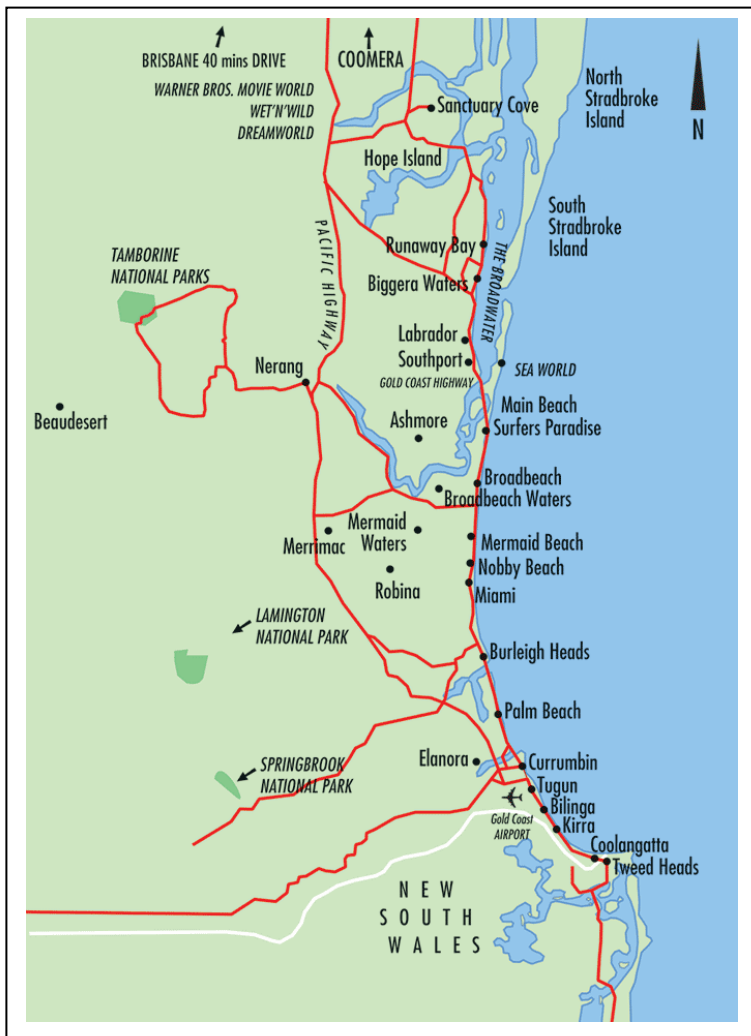 BRISBANE 40 mins DRIVE
COOMERA
WARNER BROS. MOVIE WORLD
WET'N'WILD
DREAMWORLD
Sanctuary Cove
North
Stradbroke
Island
N
Hope Island
South
Stradbroke
Island
PACIFIC HIGHWAY
Runaway Bay
THE BROADWATER
TAMBORINE
NATIONAL PARKS
Biggera Waters
Labrador
Southport
GOLD COAST HIGHWAY
SEA WORLD
Nerang
Beaudesert
Ashmore
Main Beach
Surfers Paradise
Broadbeach
Broadbeach Waters
Merrimac
Mermaid
Waters
Mermaid Beach
Nobby Beach
Robina
Miami
LAMINGTON
NATIONAL PARK
Burleigh Heads
Palm Beach
SPRINGBROOK
NATIONAL PARK
Elanora
Currumbin
Tugun
Bilinga
Kirra
Gold Coast
AIRPORT
Coolangatta
Tweed Heads
NEW
SOUTH
WALES